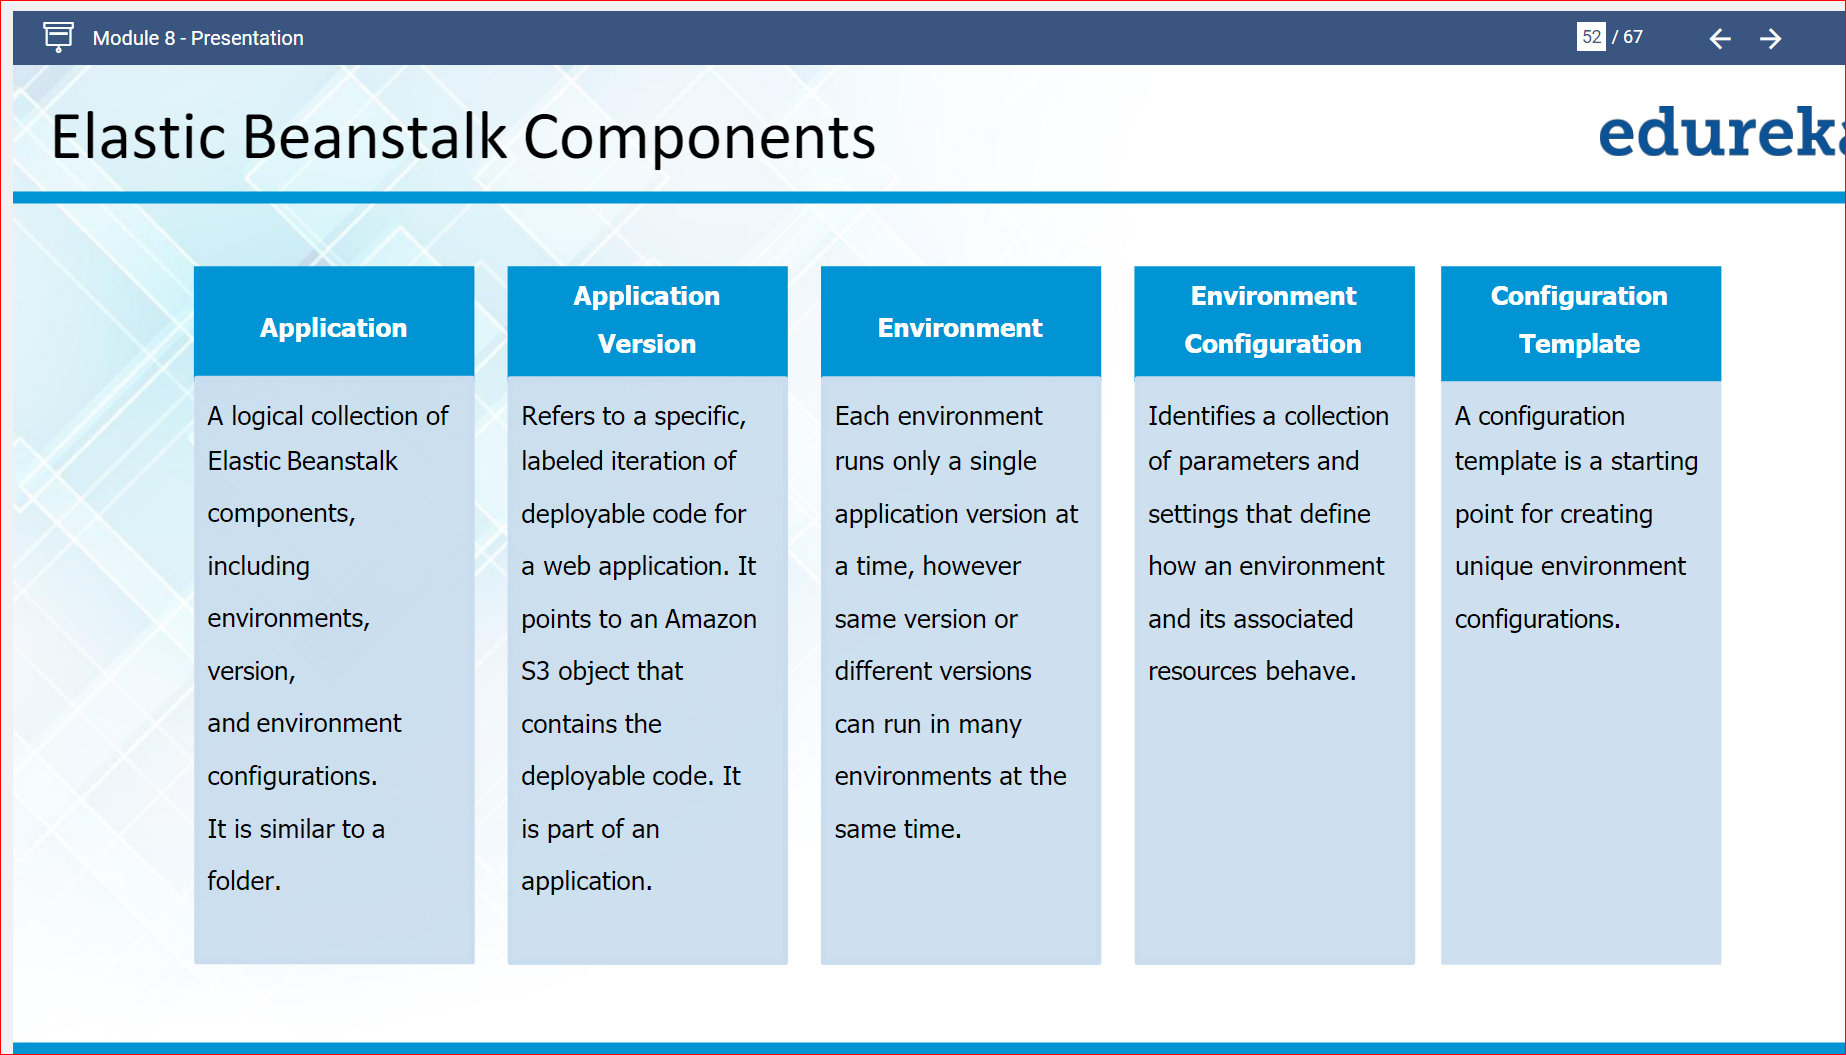 Module 8 - Presentation
52 / 67
Elastic Beanstalk Components
edureka
Application
A logical collection of
Elastic Beanstalk
components,
including
environments,
version,
and environment
configurations.
It is similar to a
folder.
Application
Version
Refers to a specific,
labeled iteration of
deployable code for
a web application. It
points to an Amazon
S3 object that
contains the
deployable code. It
is part of an
application.
Environment
Each environment
runs only a single
application version at
a time, however
same version or
different versions
can run in many
environments at the
same time.
Environment
Configuration
Identifies a collection
of parameters and
settings that define
how an environment
and its associated
resources behave.
Configuration
Template
A configuration
template is a starting
point for creating
unique environment
configurations.